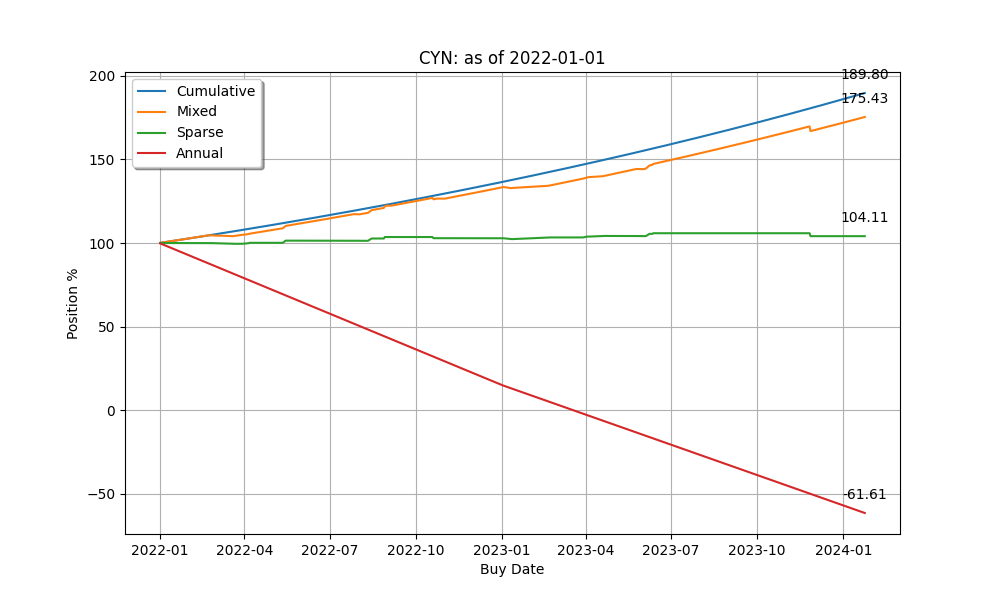 CYN: as of 2022-01-01
200
150
100
50
0
−50
Position %
Cumulative
Mixed
Sparse
Annual
189.80
175.43
104.11
-61.61
2022-01
2022-04
2022-07
2022-10
2023-01
2023-04
2023-07
2023-10
2024-01
Buy Date